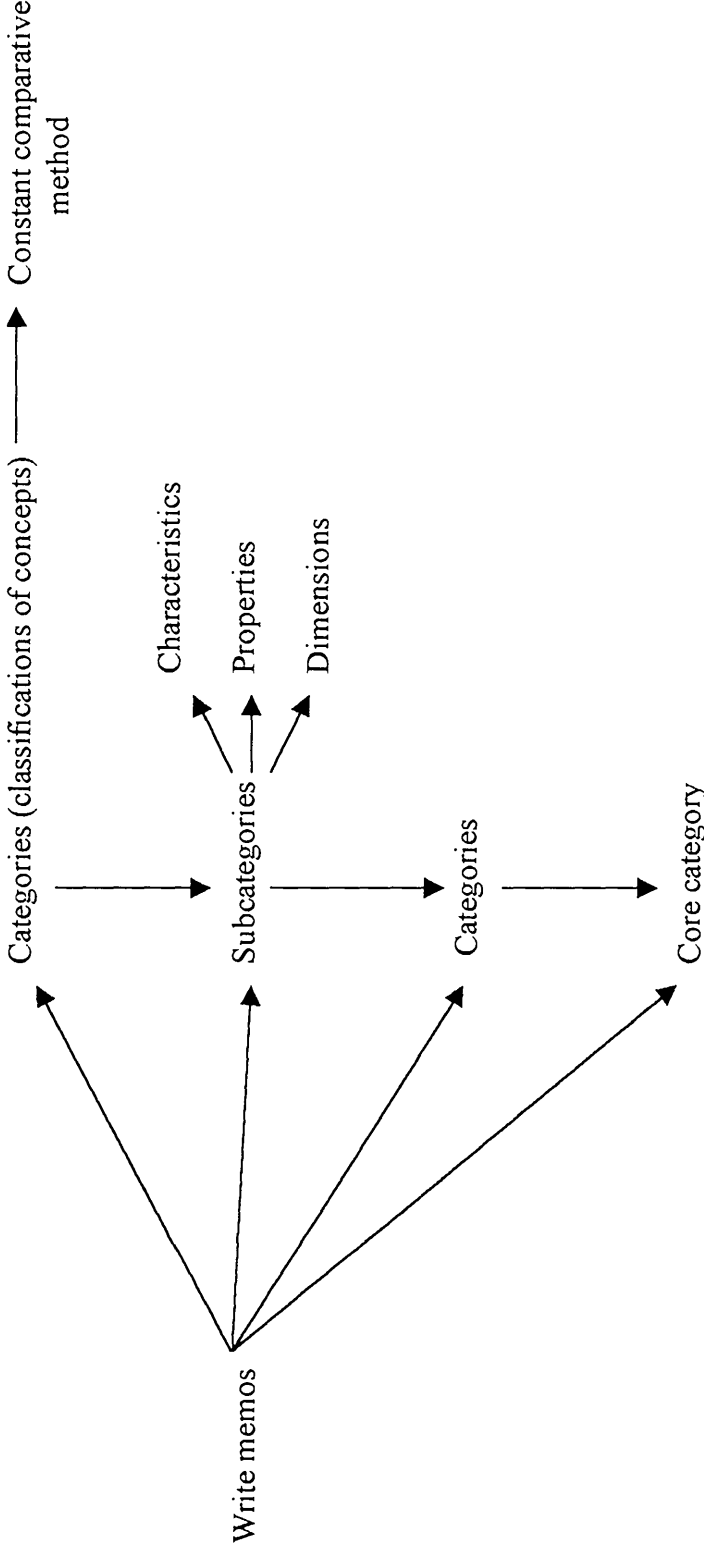 Categories (classifications of concepts)
Constant comparative
method
Characteristics
Write memos
Subcategories
Properties
Dimensions
Categories
Core category